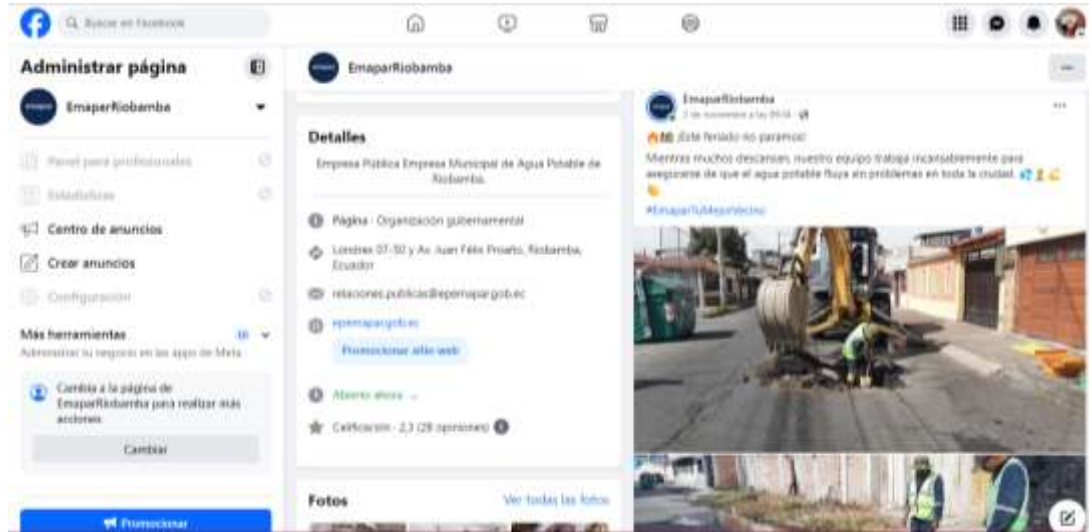 Buscar en Facebook
Administrar página
EmaparRiobamba
Panel para profesionales
Estadísticas
Centro de anuncios
Crear anuncios
Configuración
Más herramientas
Administrar tu negocio en las apps de Meta
Cambia a la página de
EmaparRiobamba para realizar más
acciones
Cambiar
Promocionar
EmaparRiobamba
Detalles
Empresa Pública Empresa Municipal de Agua Potable de
Riobamba.
Página · Organización gubernamental
Londres 07-50 y Av. Juan Félix Proaño, Riobamba,
Ecuador
relaciones.publicas@epemapar.gob.ec
epemapar.gob.ec
Promocionar sitio web
Abierto ahora
Calificación · 2,3 (28 opiniones)
Fotos
Ver todas las fotos
EmaparRiobamba
2 de noviembre a las
¡Este feriado no paramos!
Mientras muchos descansan, nuestro equipo trabaja incansablemente para
asegurarse de que el agua potable fluya sin problemas en toda la ciudad.
#EmaparTuMejorVecino